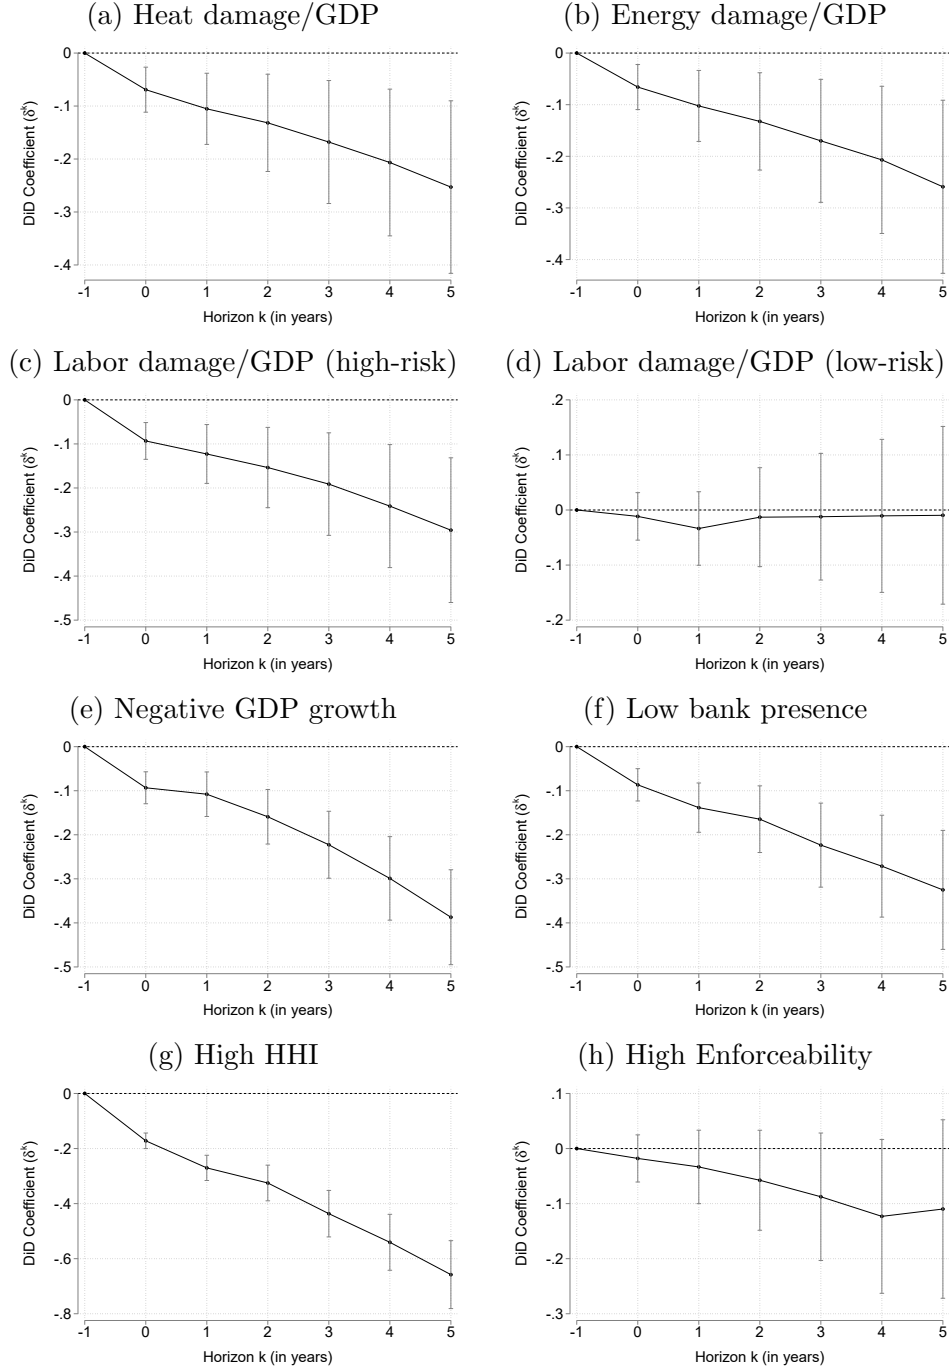 (a) Heat damage/GDP
0
-.1
-.2
-.3
-.4
DiD Coefficient (δᵏ)
-1 0 1 2 3 4 5
Horizon k (in years)
(b) Energy damage/GDP
0
-.1
-.2
-.3
-.4
DiD Coefficient (δᵏ)
-1 0 1 2 3 4 5
Horizon k (in years)
(c) Labor damage/GDP (high-risk)
0
-.1
-.2
-.3
-.4
-.5
DiD Coefficient (δᵏ)
-1 0 1 2 3 4 5
Horizon k (in years)
(d) Labor damage/GDP (low-risk)
.2
.1
0
-.1
-.2
DiD Coefficient (δᵏ)
-1 0 1 2 3 4 5
Horizon k (in years)
(e) Negative GDP growth
0
-.1
-.2
-.3
-.4
-.5
DiD Coefficient (δᵏ)
-1 0 1 2 3 4 5
Horizon k (in years)
(f) Low bank presence
0
-.1
-.2
-.3
-.4
-.5
DiD Coefficient (δᵏ)
-1 0 1 2 3 4 5
Horizon k (in years)
(g) High HHI
0
-.2
-.4
-.6
-.8
DiD Coefficient (δᵏ)
-1 0 1 2 3 4 5
Horizon k (in years)
(h) High Enforceability
.1
0
-.1
-.2
-.3
DiD Coefficient (δᵏ)
-1 0 1 2 3 4 5
Horizon k (in years)